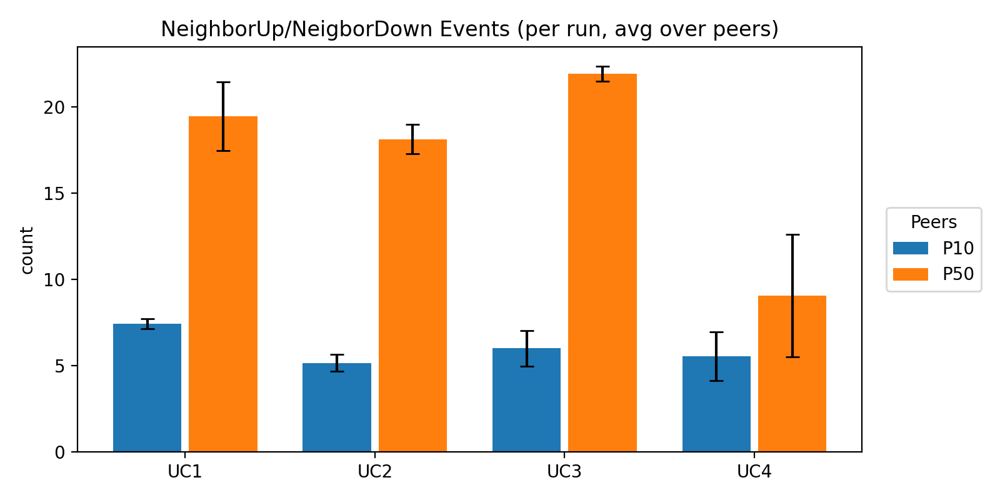 NeighborUp/NeigborDown Events (per run, avg over peers)
count
20
15
10
5
0
UC1 UC2 UC3 UC4
Peers
P10
P50